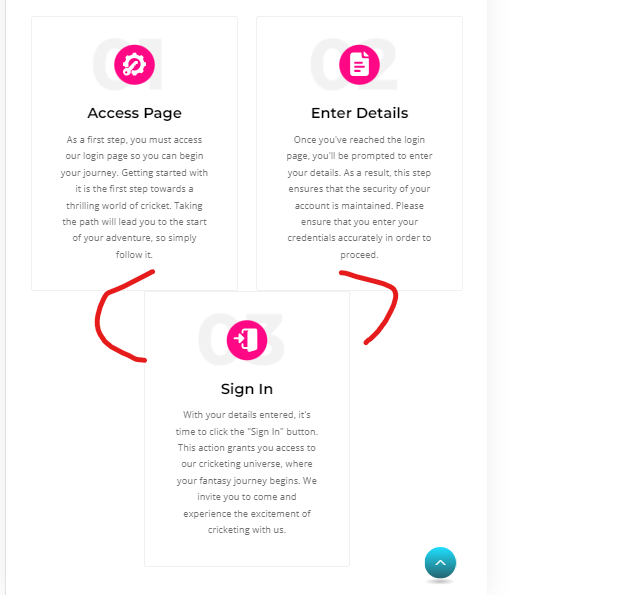 01
Access Page
As a first step, you must access
our login page so you can begin
your journey. Getting started with
it is the first step towards a
thrilling world of cricket. Taking
the path will lead you to the start
of your adventure, so simply
follow it.
02
Enter Details
Once you've reached the login
page, you'll be prompted to enter
your details. As a result, this step
ensures that the security of your
account is maintained. Please
ensure that you enter your
credentials accurately in order to
proceed.
03
Sign In
With your details entered, it's
time to click the "Sign In" button.
This action grants you access to
our cricketing universe, where
your fantasy journey begins. We
invite you to come and
experience the excitement of
cricketing with us.